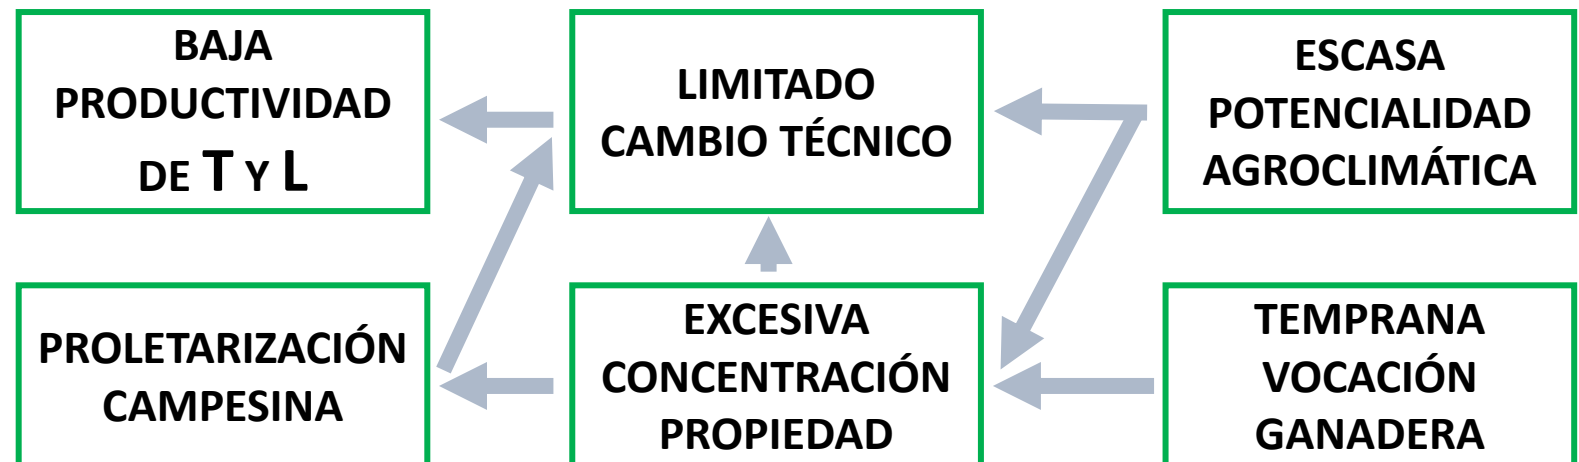 BAJA
PRODUCTIVIDAD
DE T Y L
LIMITADO
CAMBIO TÉCNICO
ESCASA
POTENCIALIDAD
AGROCLIMÁTICA
PROLETARIZACIÓN
CAMPESINA
EXCESIVA
CONCENTRACIÓN
PROPIEDAD
TEMPRANA
VOCACIÓN
GANADERA